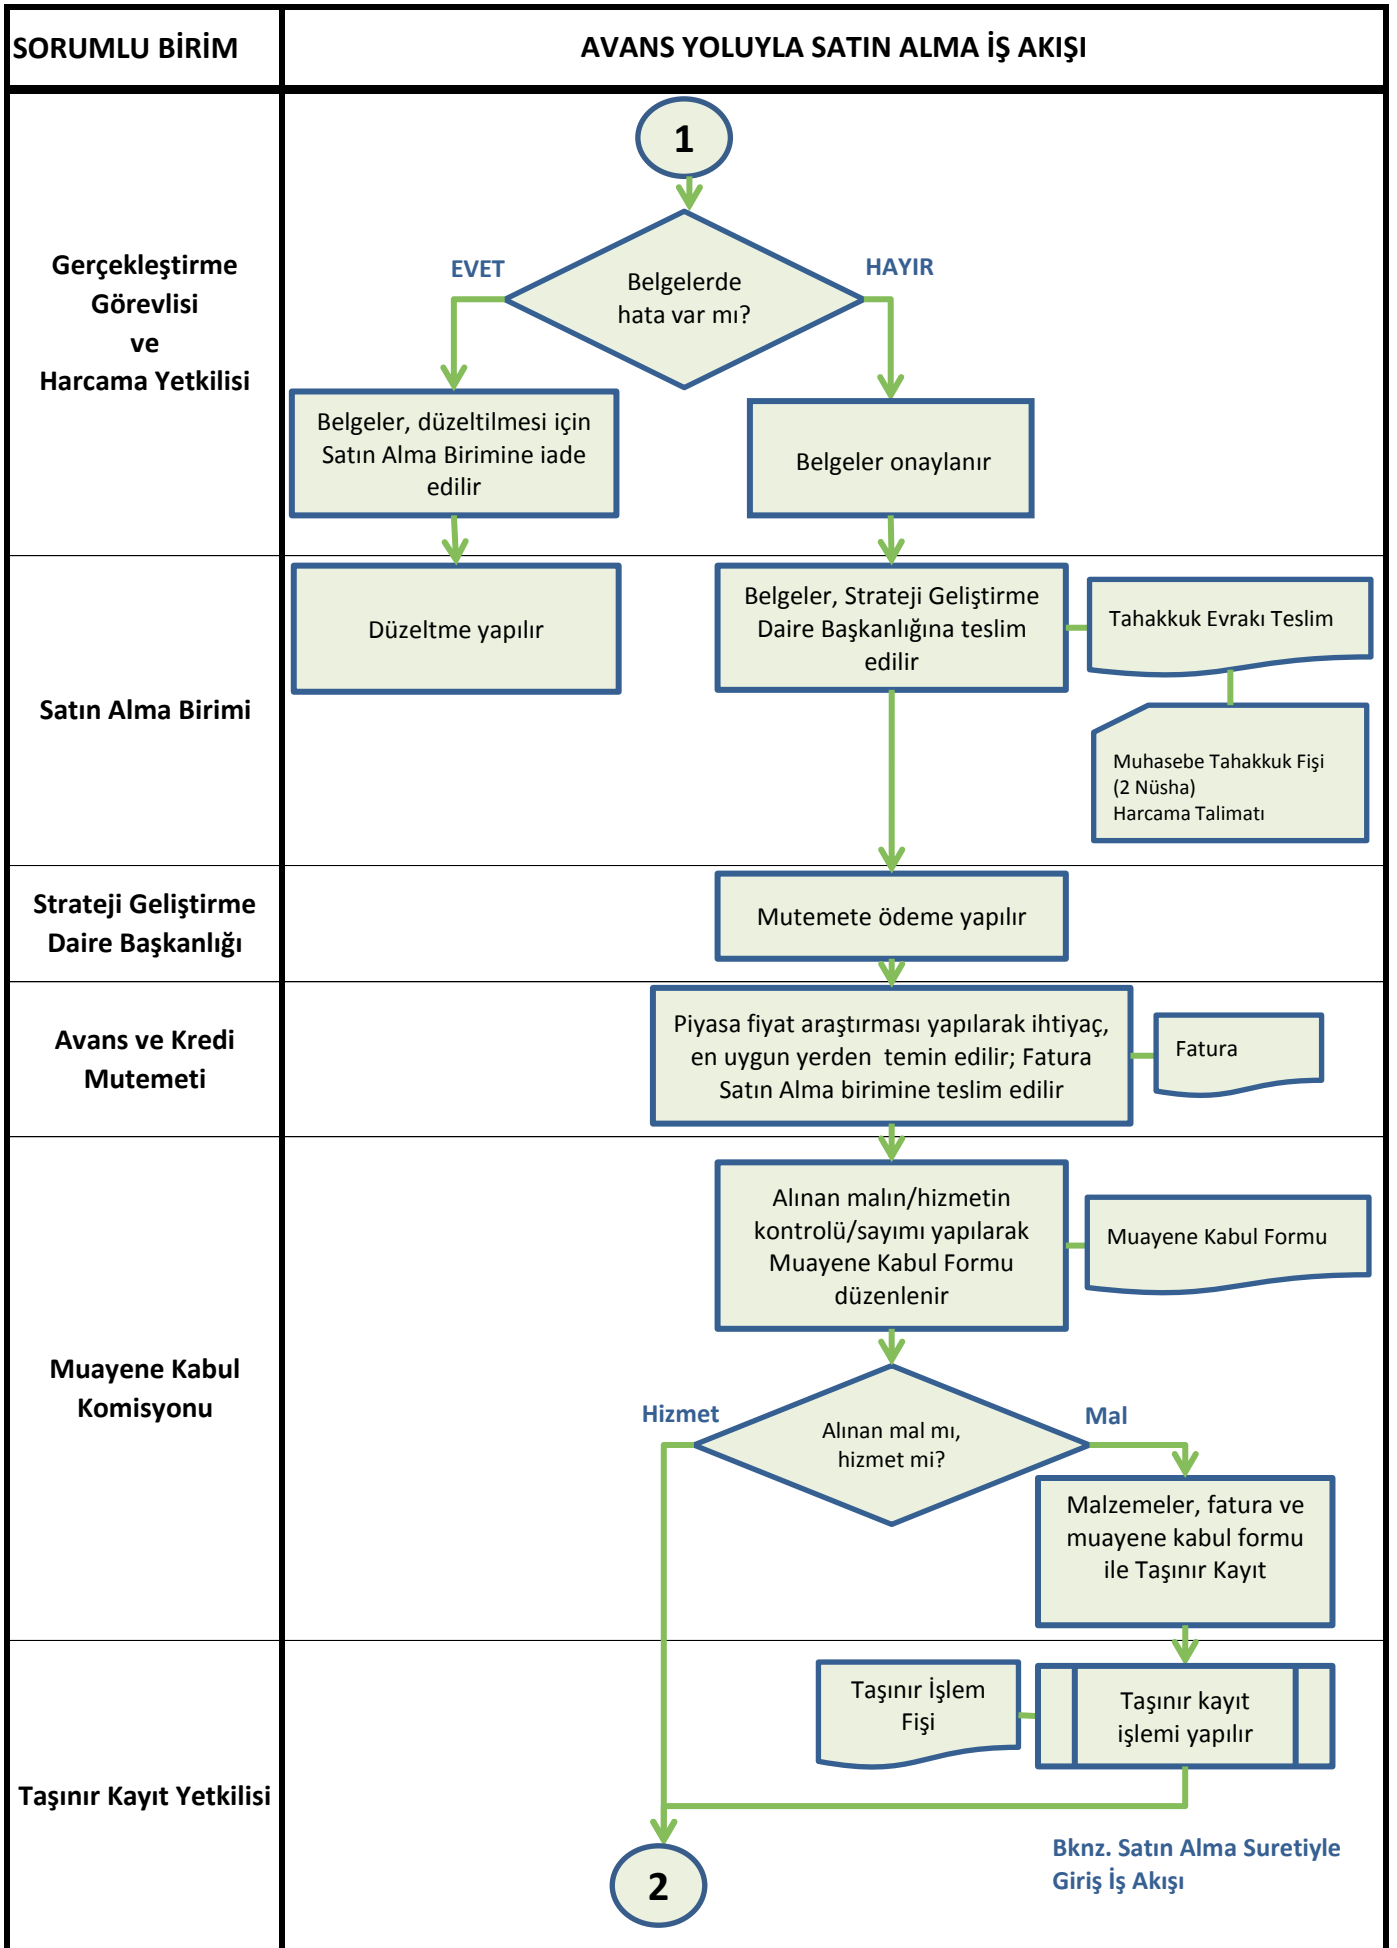 SORUMLU BİRİM
AVANS YOLUYLA SATIN ALMA İŞ AKIŞI
Gerçekleştirme
Görevlisi
ve
Harcama Yetkilisi
1
EVET
Belgelerde
hata var mı?
HAYIR
Belgeler, düzeltilmesi için
Satın Alma Birimine iade
edilir
Belgeler onaylanır
Satın Alma Birimi
Düzeltme yapılır
Belgeler, Strateji Geliştirme
Daire Başkanlığına teslim
edilir
Tahakkuk Evrakı Teslim
Muhasebe Tahakkuk Fişi
(2 Nüsha)
Harcama Talimatı
Strateji Geliştirme
Daire Başkanlığı
Mutemete ödeme yapılır
Avans ve Kredi
Mutemeti
Piyasa fiyat araştırması yapılarak ihtiyaç,
en uygun yerden temin edilir; Fatura
Satın Alma birimine teslim edilir
Fatura
Muayene Kabul
Komisyonu
Alınan malın/hizmetin
kontrolü/sayımı yapılarak
Muayene Kabul Formu
düzenlenir
Muayene Kabul Formu
Hizmet
Alınan mal mı,
hizmet mi?
Mal
Malzemeler, fatura ve
muayene kabul formu
ile Taşınır Kayıt
Taşınır Kayıt Yetkilisi
Taşınır İşlem
Fişi
Taşınır kayıt
işlemi yapılır
2
Bknz. Satın Alma Suretiyle
Giriş İş Akışı